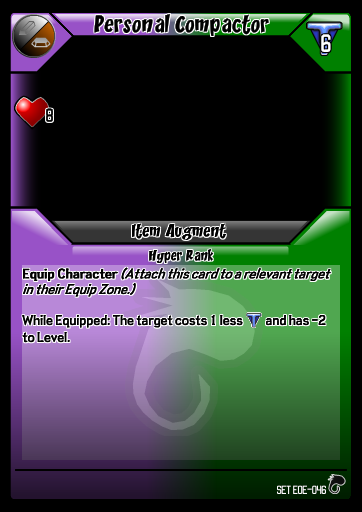 Personal Compactor
6
8
Item Augment
Hyper Rank
Equip Character (Attach this card to a relevant target
in their Equip Zone.)
While Equipped: The target costs 1 less and has -2
to Level.
SET EOE-046